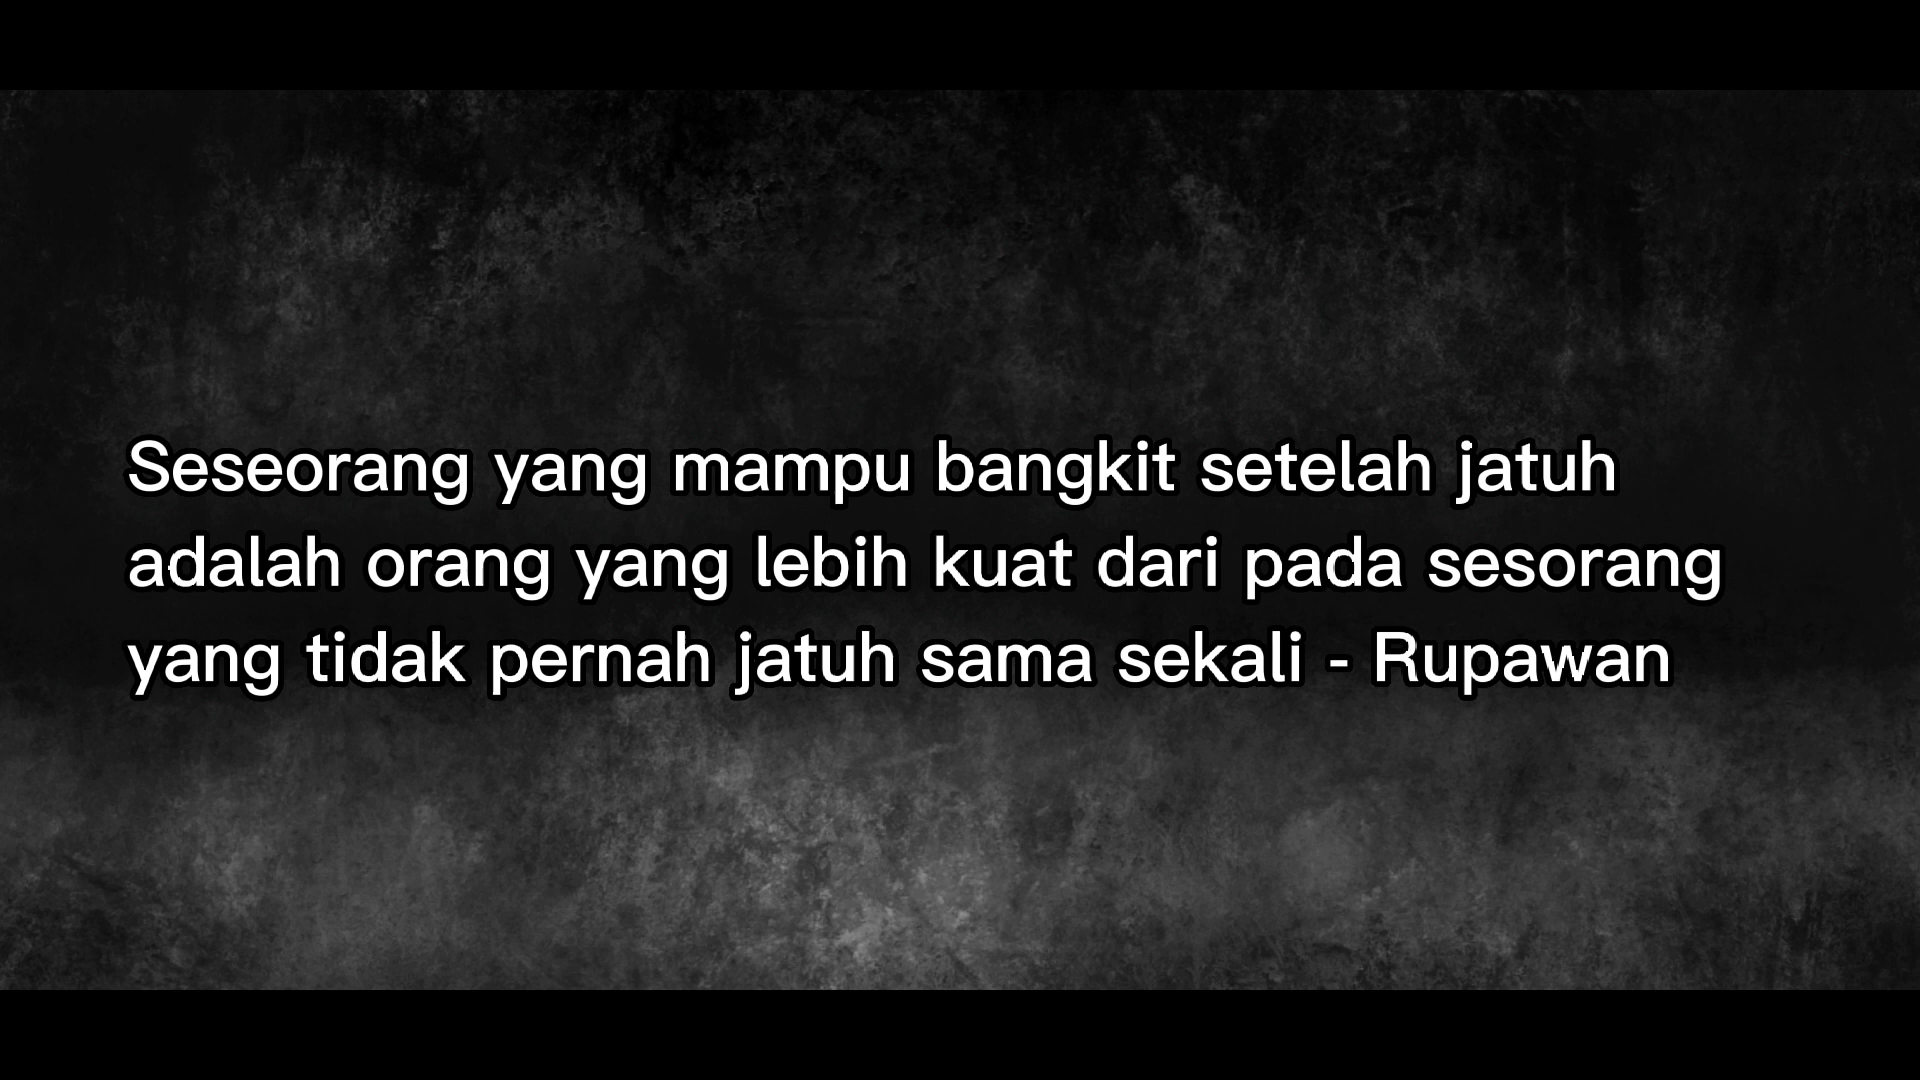 Seseorang yang mampu bangkit setelah jatuh
adalah orang yang lebih kuat dari pada sesorang
yang tidak pernah jatuh sama sekali - Rupawan